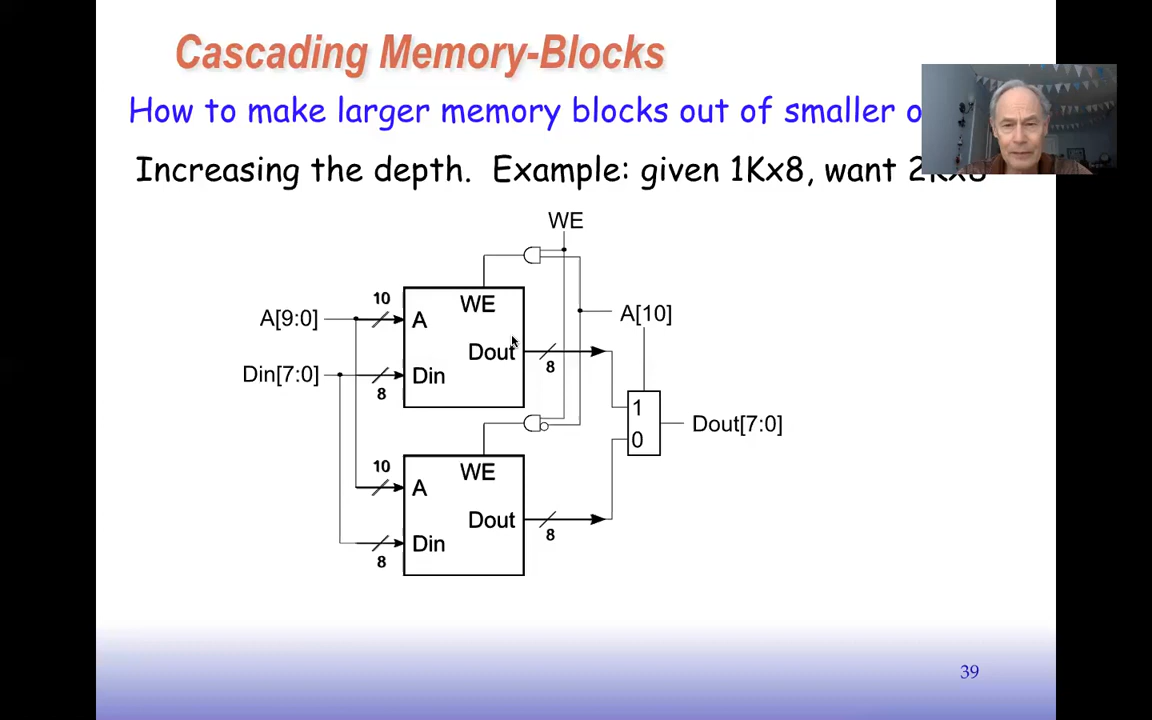 Cascading Memory-Blocks
How to make larger memory blocks out of smaller
Increasing the depth. Example: given 1Kx8, want 2Kx8
WE
10
WE
A[9:0]
A
A[10]
Dout
8
Din[7:0]
Din
8
1
Dout[7:0]
0
10
WE
A
Dout
8
Din
8
39